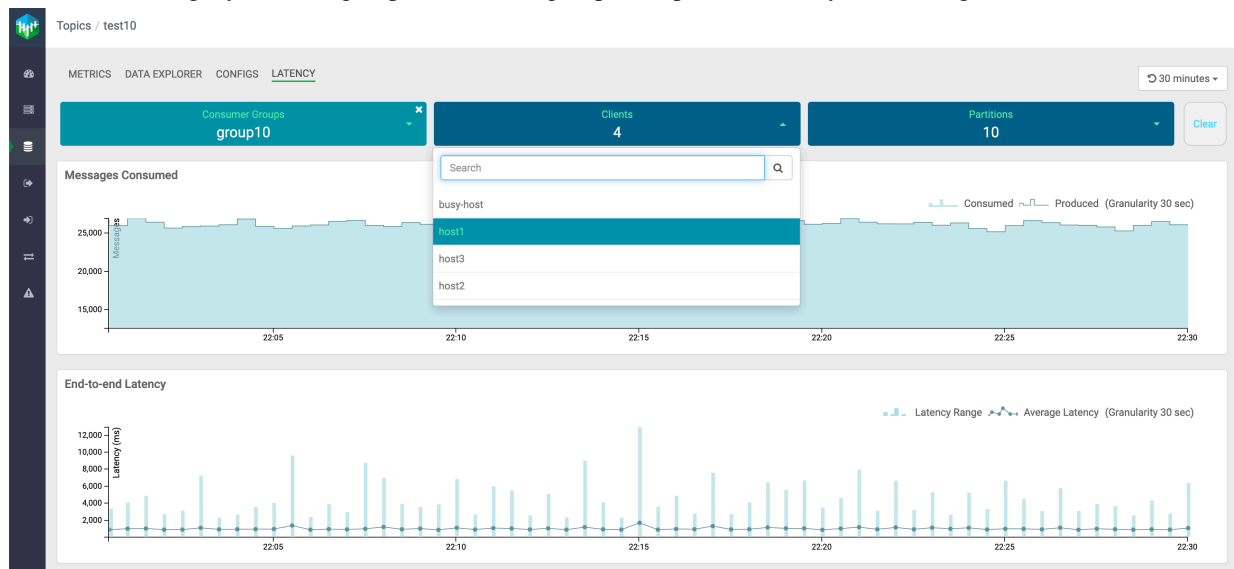 Topics / test10
METRICS DATA EXPLORER CONFIGS LATENCY
30 minutes
Consumer Groups
group10
Clients
4
Partitions
10
Clear
Search
busy-host
host1
host3
host2
Messages Consumed
Consumed Produced (Granularity 30 sec)
Messages
25,000
20,000
15,000
22:05 22:10 22:15 22:20 22:25 22:30
End-to-end Latency
Latency Range Average Latency (Granularity 30 sec)
Latency (ms)
12,000
10,000
8,000
6,000
4,000
2,000
22:05 22:10 22:15 22:20 22:25 22:30